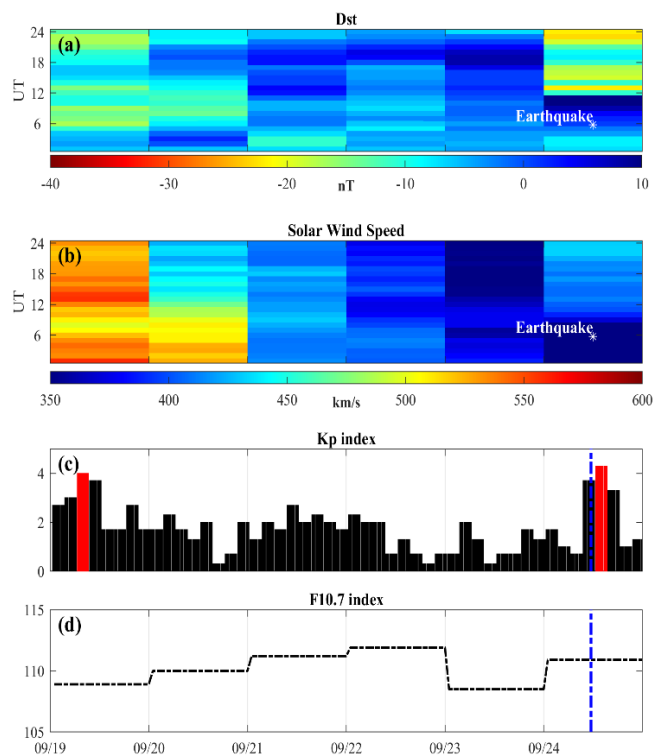 Dst
(a)
24
18
12
6
UT
Earthquake
-40 -30 -20 -10 0 10
nT
Solar Wind Speed
(b)
24
18
12
6
UT
Earthquake
350 400 450 500 550 600
km/s
Kp index
(c)
4
2
0
F10.7 index
(d)
115
110
105
09/19 09/20 09/21 09/22 09/23 09/24